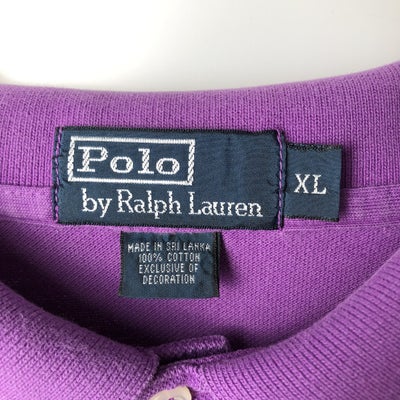 Polo
by Ralph Lauren
XL
MADE IN SRI LANKA
100% COTTON
EXCLUSIVE OF
DECORATION